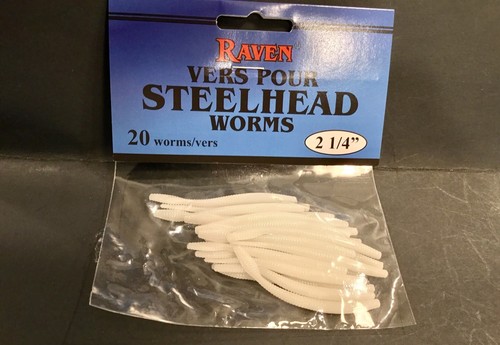 RAVEN
VERS POUR
STEELHEAD
WORMS
20 worms/vers
2 1/4"